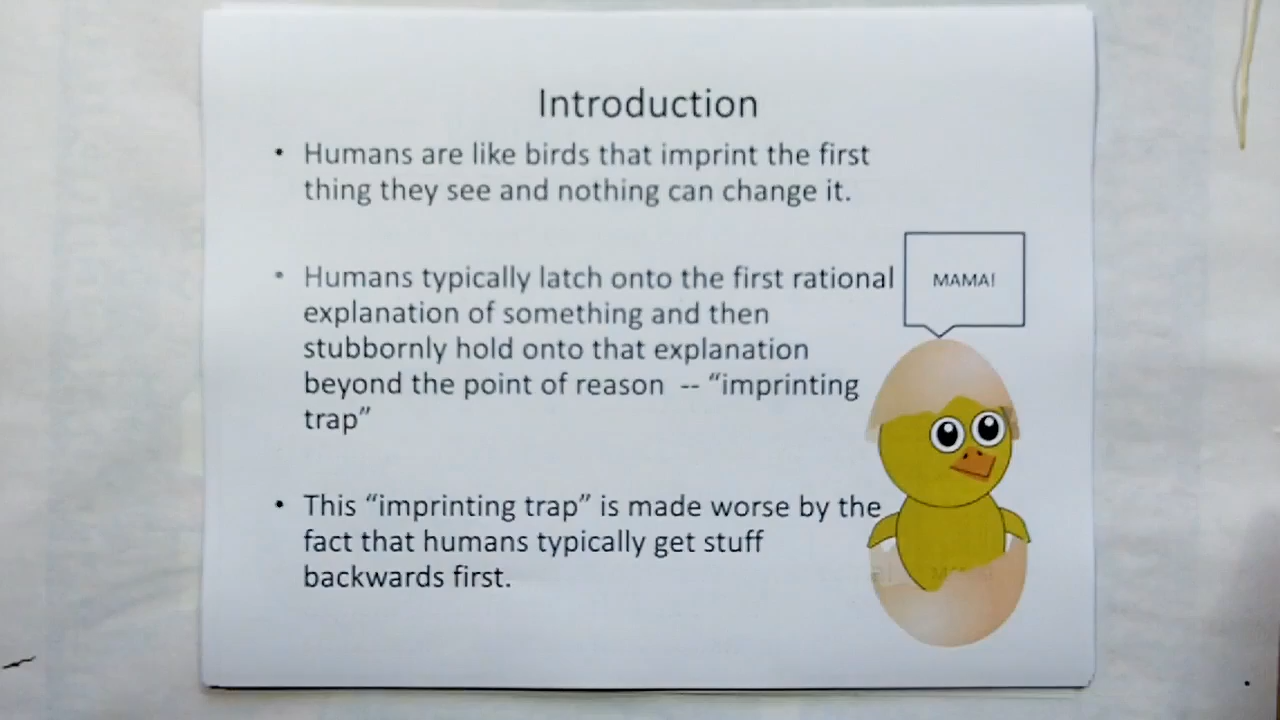 Introduction
• Humans are like birds that imprint the first
thing they see and nothing can change it.
• Humans typically latch onto the first rational
explanation of something and then
stubbornly hold onto that explanation
beyond the point of reason -- “imprinting
trap”
• This “imprinting trap” is made worse by the
fact that humans typically get stuff
backwards first.
MAMA!